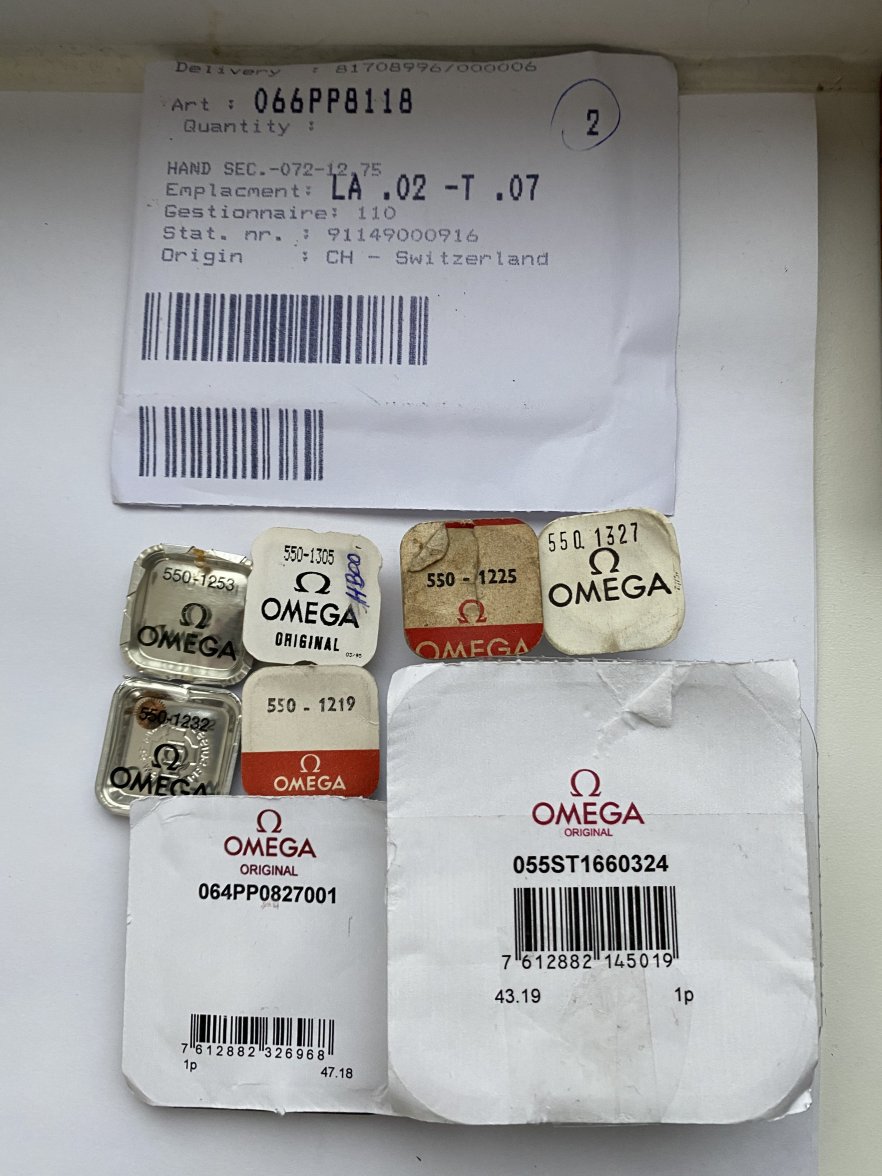 Delivery : 81708996/000006
Art : 066PP8118
Quantity :
2
HAND SEC.-072-12,75
Emplacment: LA .02 -T .07
Gestionnaire: 110
Stat. nr. : 91149000916
Origin : CH - Switzerland
550-1253
Ω
OMEGA
550-1305
Ω
OMEGA
ORIGINAL
550 - 1225
Ω
OMEGA
550 1327
Ω
OMEGA
550-1232
Ω
OMEGA
550 - 1219
Ω
OMEGA
Ω
OMEGA
ORIGINAL
064PP0827001
7 612882 326968
1p
47.18
Ω
OMEGA
ORIGINAL
055ST1660324
7 612882 145019
43.19
1p